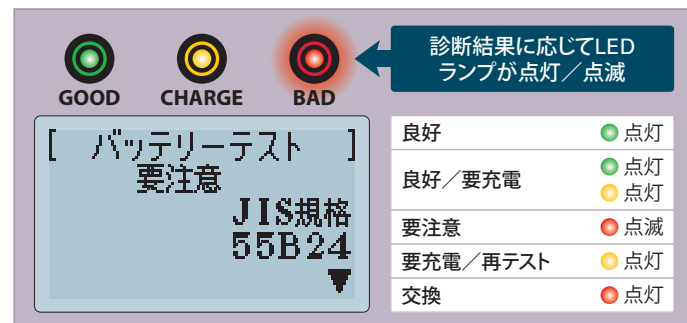 診断結果に応じてLED
ランプが点灯／点滅
GOOD CHARGE BAD
[ バッテリーテスト ]
要注意
JIS規格
55B24
▼
良好 点灯
良好／要充電 点灯
点灯
要注意 点滅
要充電／再テスト 点灯
交換 点灯